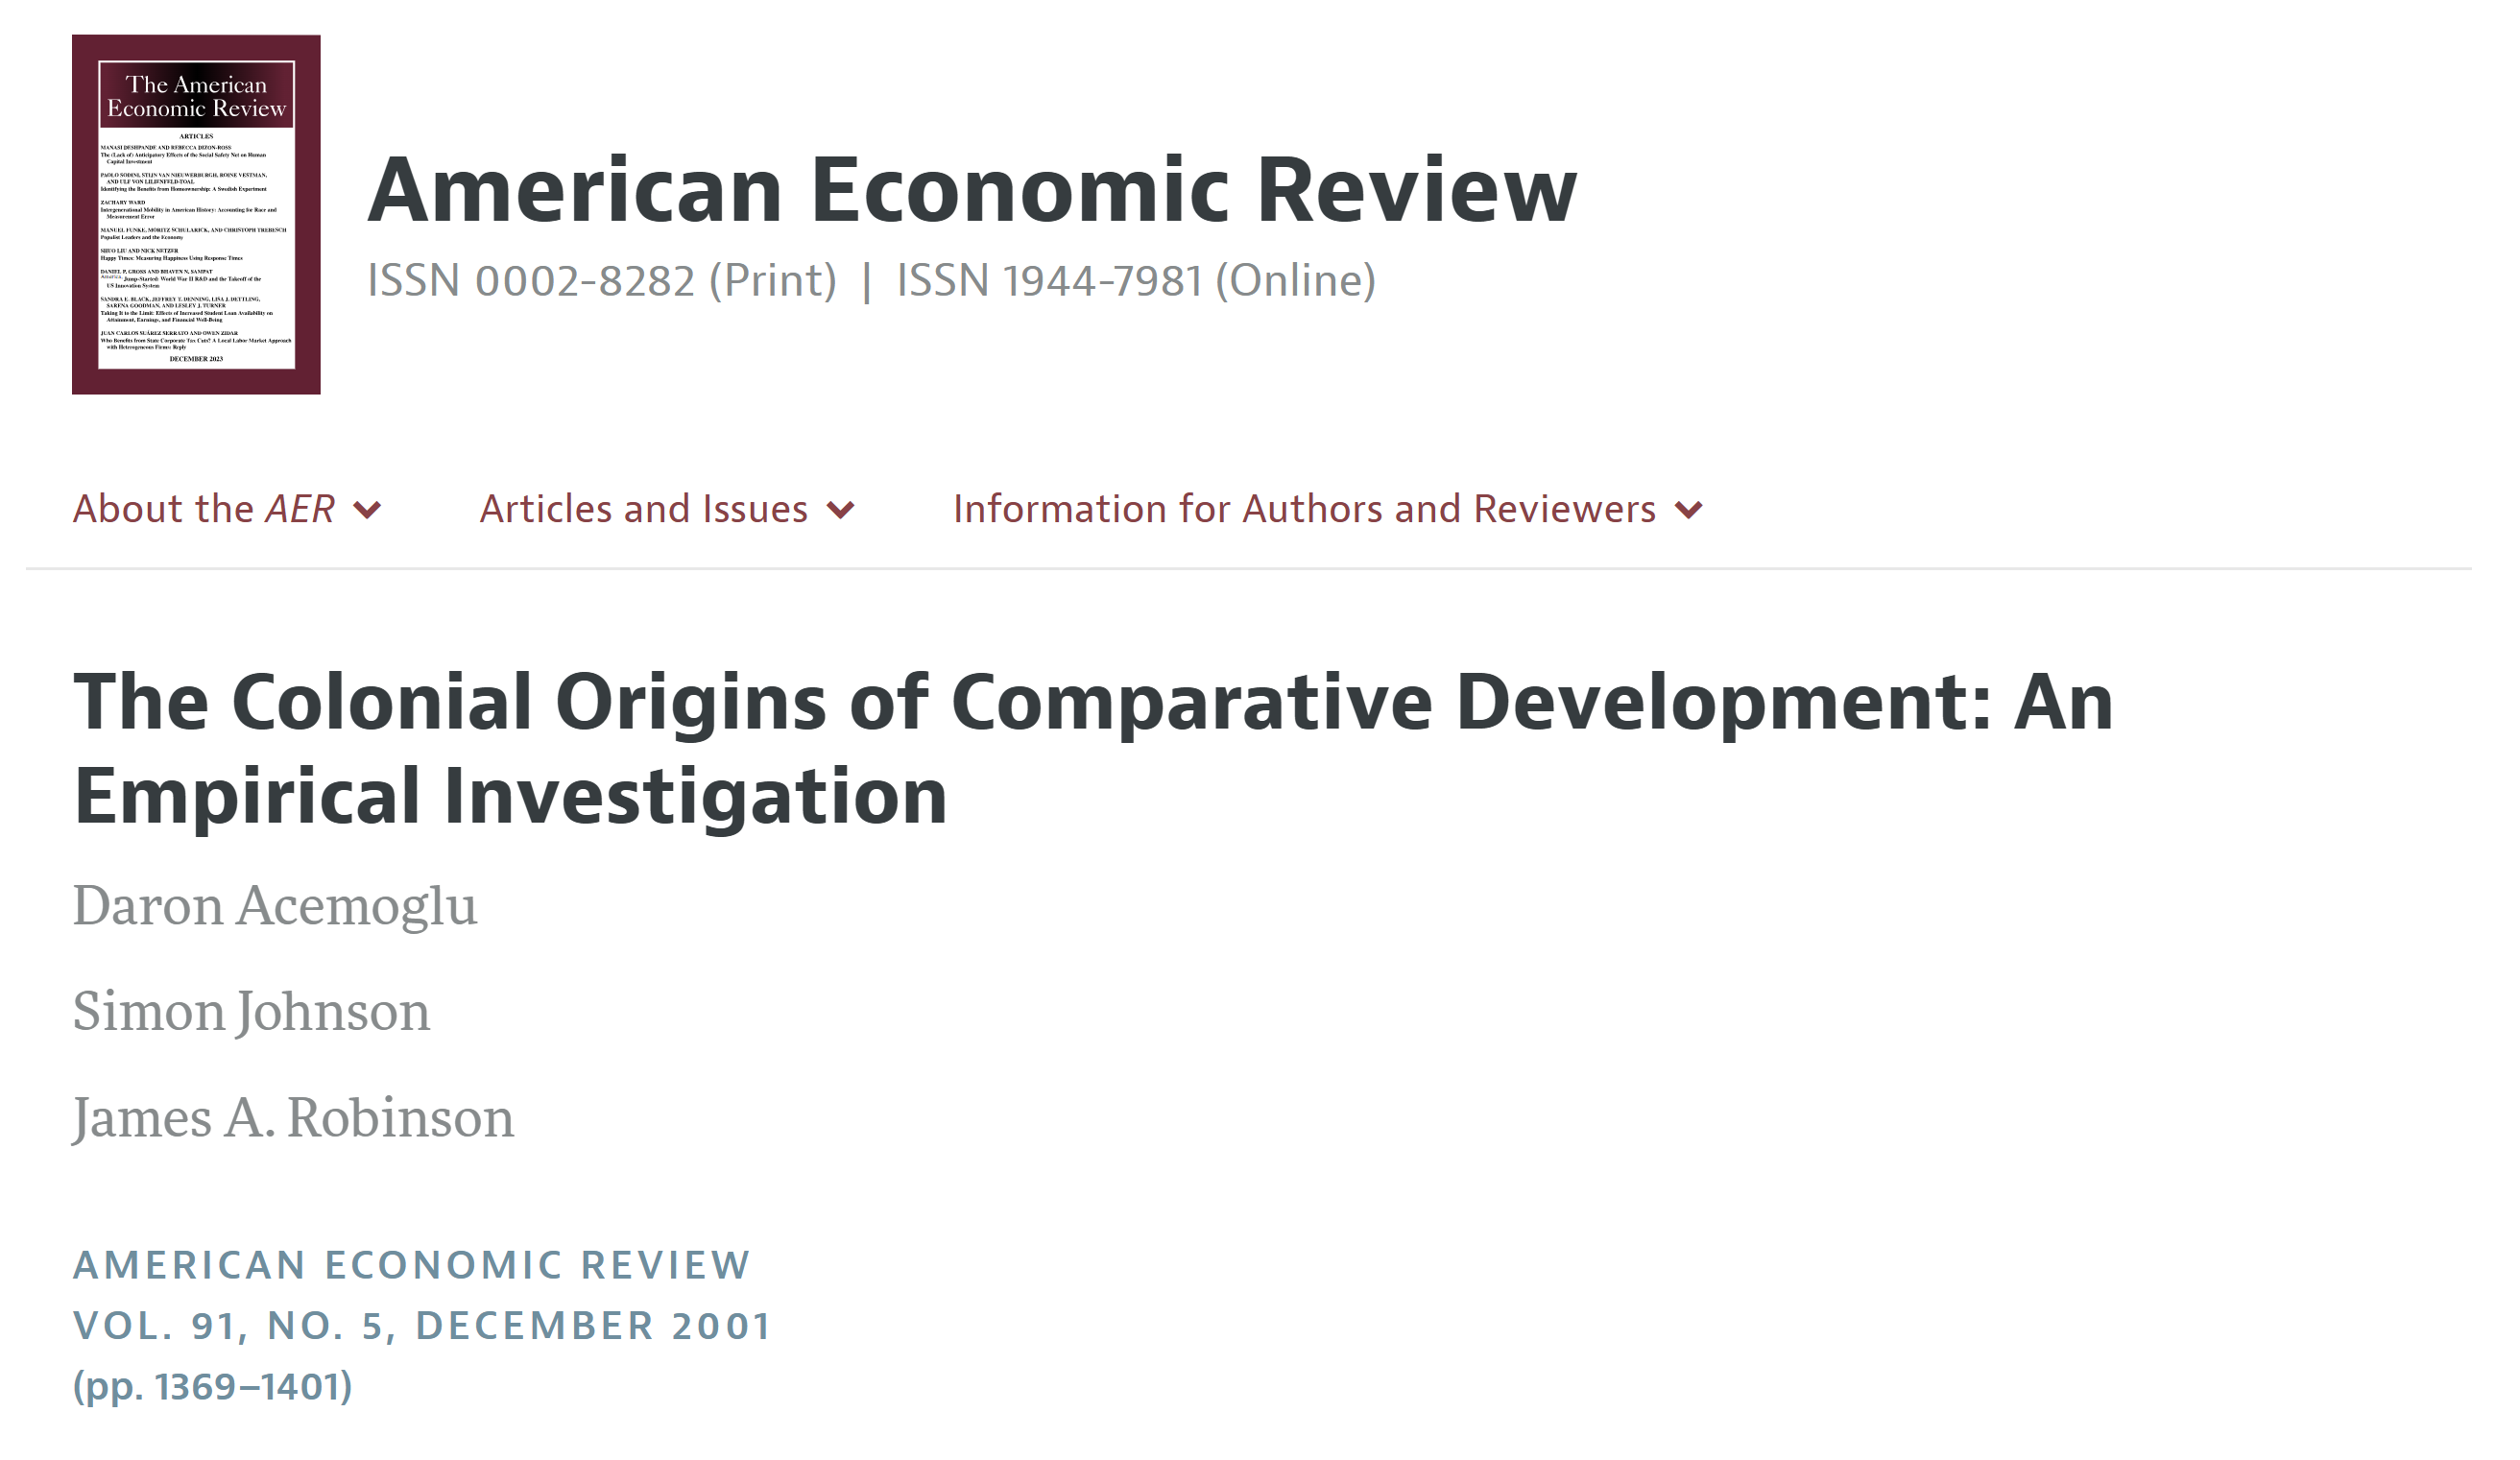 The American
Economic Review
ARTICLES
MANASI DESHPANDE AND REBECCA DIZON-ROSS
The (Lack of) Anticipatory Effects of the Social Safety Net on Human
Capital Investment
PAOLO SODINI, STIJN VAN NIEUWERBURGH, ROINE VESTMAN,
AND ULF VON LILIENFELD-TOAL
Identifying the Benefits from Homeownership: A Swedish Experiment
ZACHARY WARD
Intergenerational Mobility in American History: Accounting for Race and
Measurement Error
MANUEL FUNKE, MORITZ SCHULARICK, AND CHRISTOPH TREBESCH
Populist Leaders and the Economy
SHUO LIU AND NICK NETZER
Happy Times: Measuring Happiness Using Response Times
DANIEL P. GROSS AND BHAVEN N. SAMPAT
America, Jump-Started: World War II R&D and the Takeoff of the
US Innovation System
SANDRA E. BLACK, JEFFREY T. DENNING, LISA J. DETTLING,
SARENA GOODMAN, AND LESLEY J. TURNER
Taking It to the Limit: Effects of Increased Student Loan Availability on
Attainment, Earnings, and Financial Well-Being
JUAN CARLOS SUÁREZ SERRATO AND OWEN ZIDAR
Who Benefits from State Corporate Tax Cuts? A Local Labor Market Approach
with Heterogeneous Firms: Reply
DECEMBER 2023
American Economic Review
ISSN 0002-8282 (Print) | ISSN 1944-7981 (Online)
About the AER Articles and Issues Information for Authors and Reviewers
The Colonial Origins of Comparative Development: An
Empirical Investigation
Daron Acemoglu
Simon Johnson
James A. Robinson
AMERICAN ECONOMIC REVIEW
VOL. 91, NO. 5, DECEMBER 2001
(pp. 1369–1401)